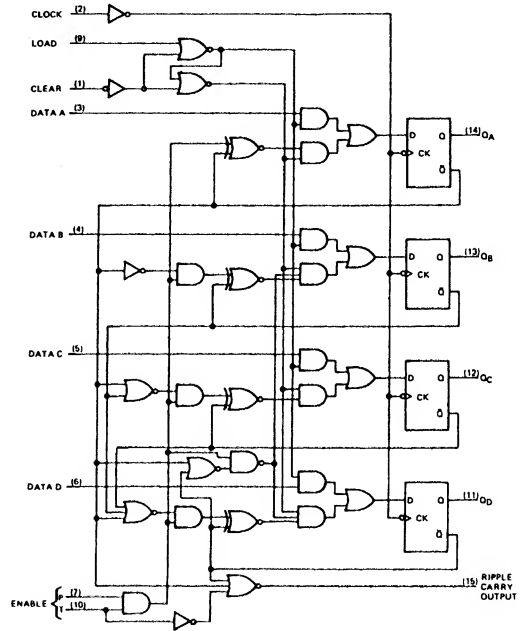 CLOCK (2)
LOAD (9)
CLEAR (1)
DATA A (3)
D Q (14) QA
CK
Q̄
DATA B (4)
D Q (13) QB
CK
Q̄
DATA C (5)
D Q (12) QC
CK
Q̄
DATA D (6)
D Q (11) QD
CK
Q̄
(15) RIPPLE
CARRY
OUTPUT
ENABLE { P (7)
T (10)